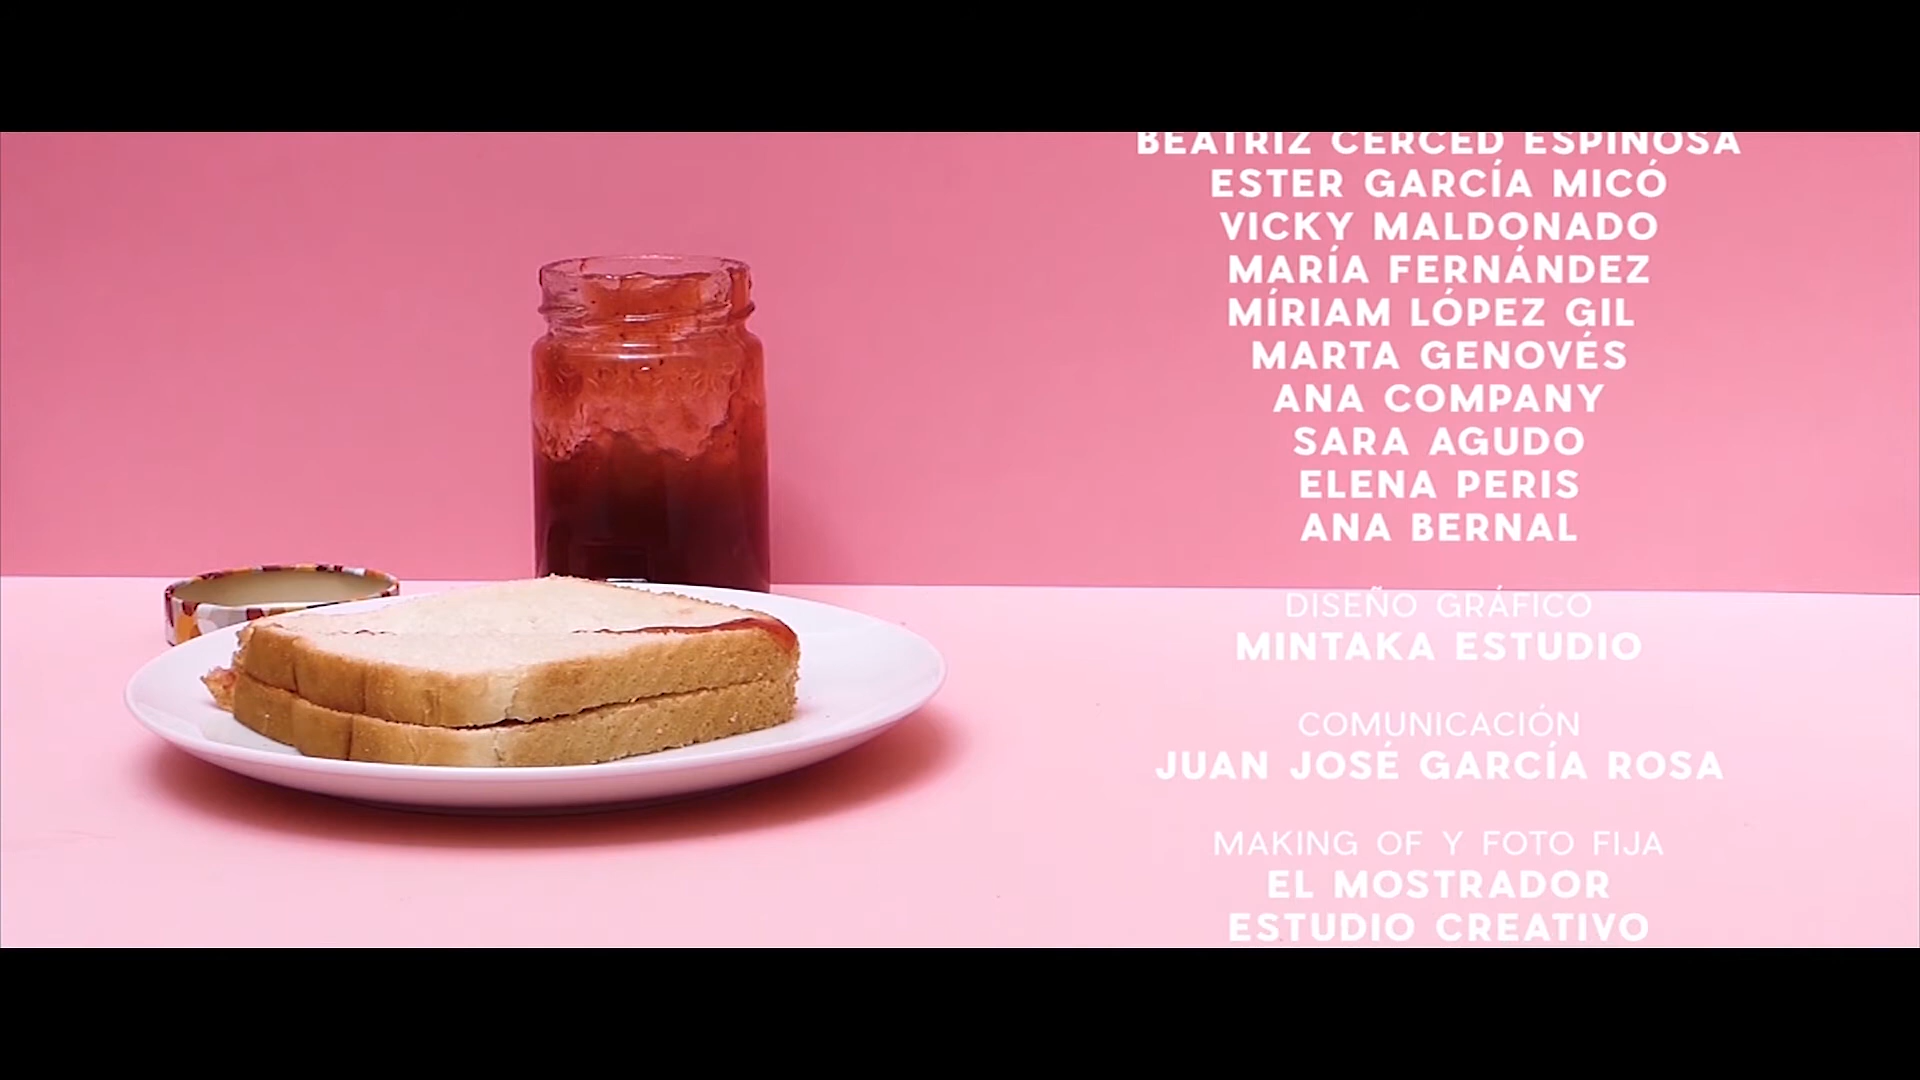 BEATRIZ CERCED ESPINOSA
ESTER GARCÍA MICÓ
VICKY MALDONADO
MARÍA FERNÁNDEZ
MÍRIAM LÓPEZ GIL
MARTA GENOVÉS
ANA COMPANY
SARA AGUDO
ELENA PERIS
ANA BERNAL
DISEÑO GRÁFICO
MINTAKA ESTUDIO
COMUNICACIÓN
JUAN JOSÉ GARCÍA ROSA
MAKING OF Y FOTO FIJA
EL MOSTRADOR
ESTUDIO CREATIVO